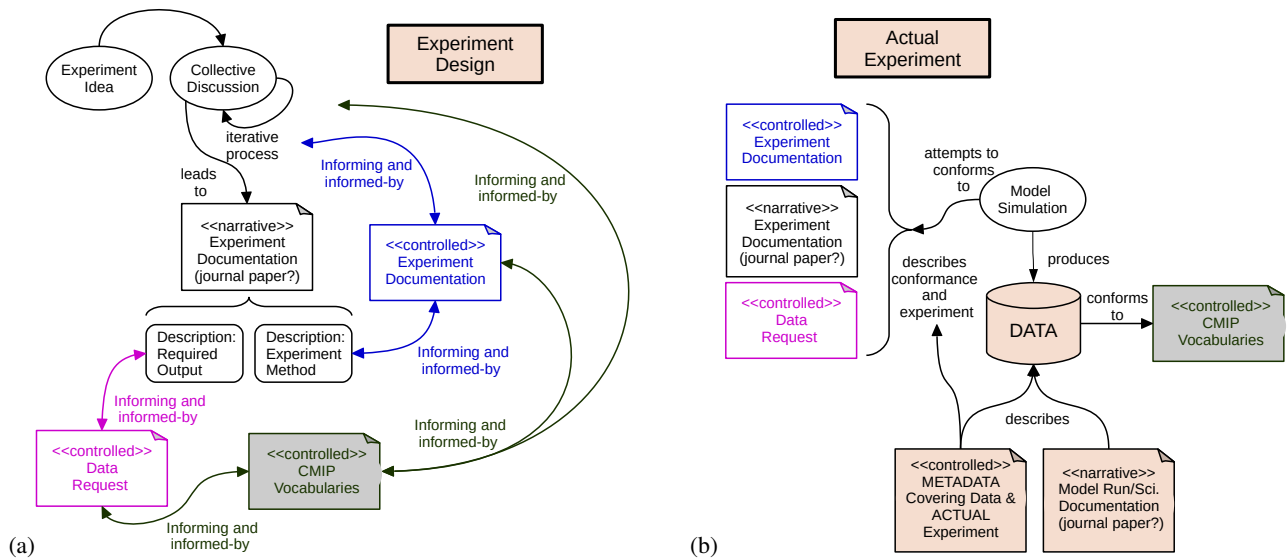 Experiment
Idea
Collective
Discussion
Experiment
Design
iterative
process
leads
to
Informing and
informed-by
Informing and
informed-by
<<narrative>>
Experiment
Documentation
(journal paper?)
<<controlled>>
Experiment
Documentation
Description:
Required
Output
Description:
Experiment
Method
Informing and
informed-by
Informing and
informed-by
Informing and
informed-by
<<controlled>>
Data
Request
<<controlled>>
CMIP
Vocabularies
Informing and
informed-by
(a)
Actual
Experiment
<<controlled>>
Experiment
Documentation
attempts to
conforms
to
Model
Simulation
<<narrative>>
Experiment
Documentation
(journal paper?)
describes
conformance
and
experiment
produces
<<controlled>>
Data
Request
DATA
conforms
to
<<controlled>>
CMIP
Vocabularies
describes
<<controlled>>
METADATA
Covering Data &
ACTUAL
Experiment
<<narrative>>
Model Run/Sci.
Documentation
(journal paper?)
(b)